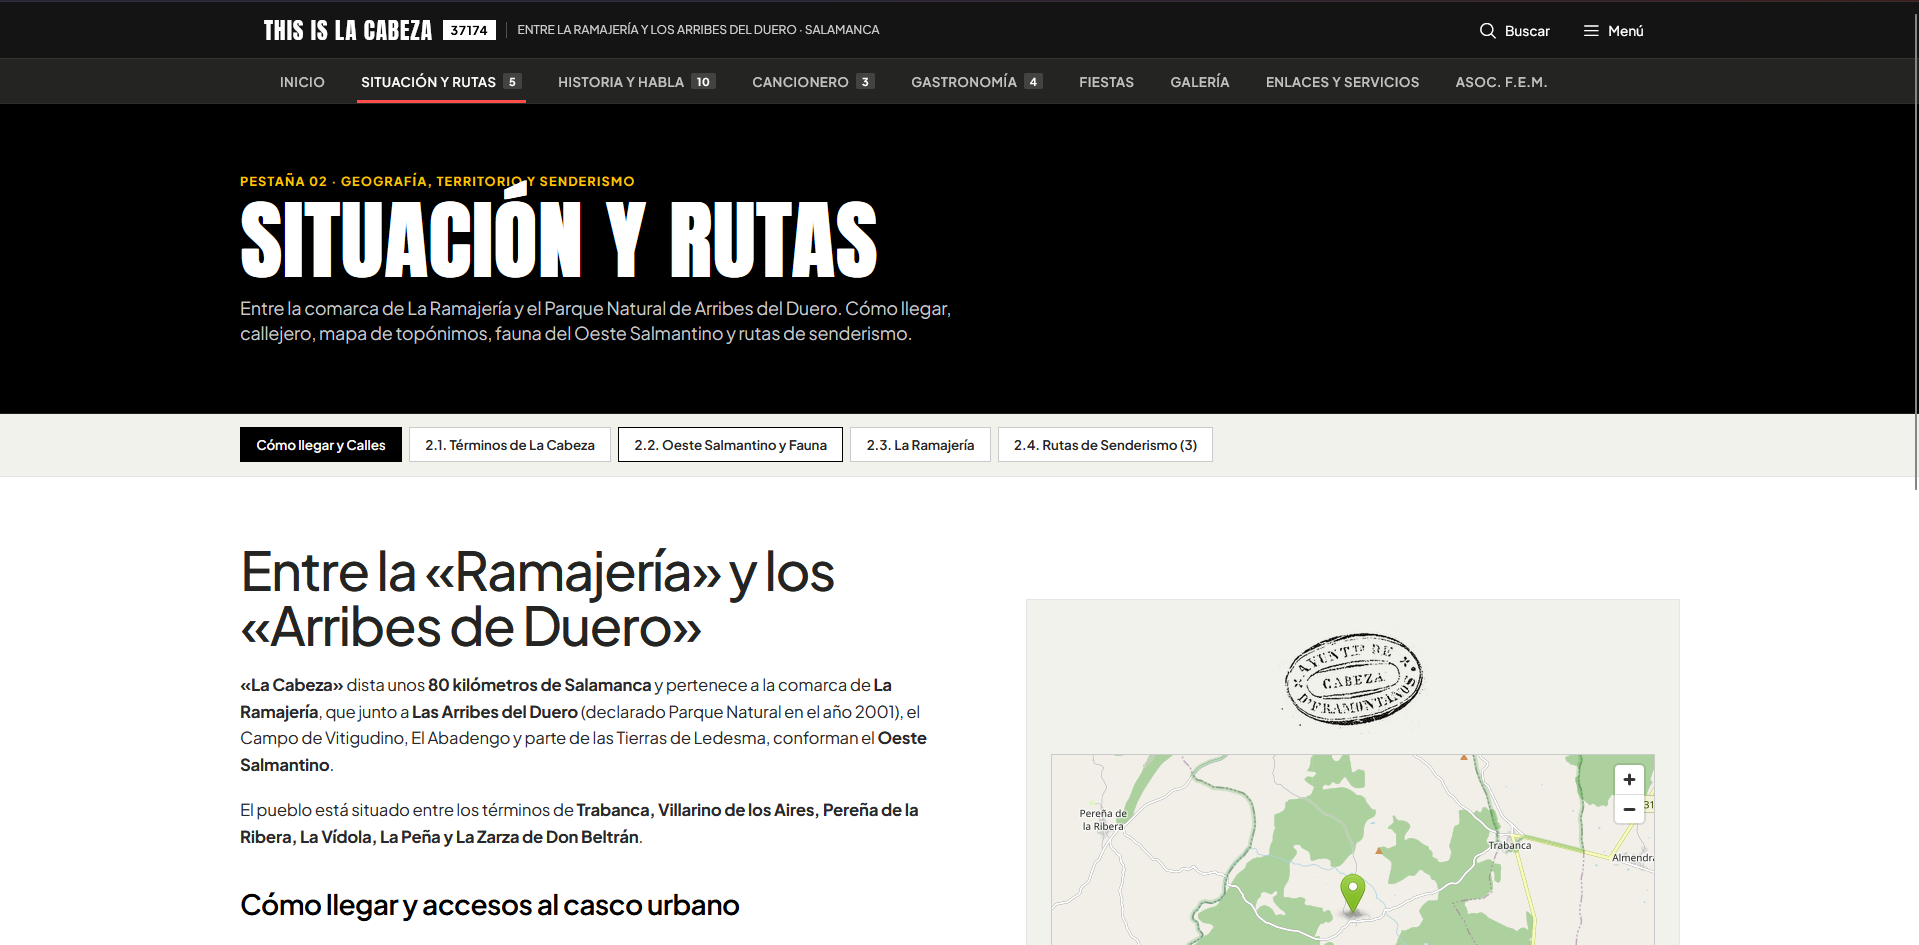 THIS IS LA CABEZA 37174 ENTRE LA RAMAJERÍA Y LOS ARRIBES DEL DUERO · SALAMANCA Buscar Menú
INICIO SITUACIÓN Y RUTAS 5 HISTORIA Y HABLA 10 CANCIONERO 3 GASTRONOMÍA 4 FIESTAS GALERÍA ENLACES Y SERVICIOS ASOC. F.E.M.
PESTAÑA 02 · GEOGRAFÍA, TERRITORIO Y SENDERISMO
SITUACIÓN Y RUTAS
Entre la comarca de La Ramajería y el Parque Natural de Arribes del Duero. Cómo llegar,
callejero, mapa de topónimos, fauna del Oeste Salmantino y rutas de senderismo.
Cómo llegar y Calles 2.1. Términos de La Cabeza 2.2. Oeste Salmantino y Fauna 2.3. La Ramajería 2.4. Rutas de Senderismo (3)
Entre la «Ramajería» y los
«Arribes de Duero»
«La Cabeza» dista unos 80 kilómetros de Salamanca y pertenece a la comarca de La
Ramajería, que junto a Las Arribes del Duero (declarado Parque Natural en el año 2001), el
Campo de Vitigudino, El Abadengo y parte de las Tierras de Ledesma, conforman el Oeste
Salmantino.
El pueblo está situado entre los términos de Trabanca, Villarino de los Aires, Pereña de la
Ribera, La Vídola, La Peña y La Zarza de Don Beltrán.
Cómo llegar y accesos al casco urbano
AYUNTº DE
CABEZA
D'FRAMONTANOS
+
−
31
Pereña de
la Ribera
Trabanca
Almendra